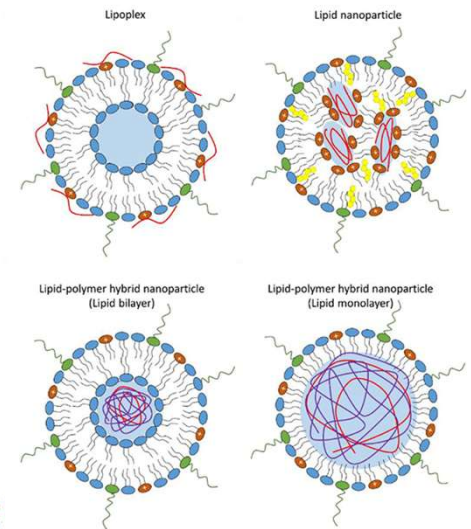 Lipoplex
Lipid nanoparticle
Lipid-polymer hybrid nanoparticle
(Lipid bilayer)
Lipid-polymer hybrid nanoparticle
(Lipid monolayer)